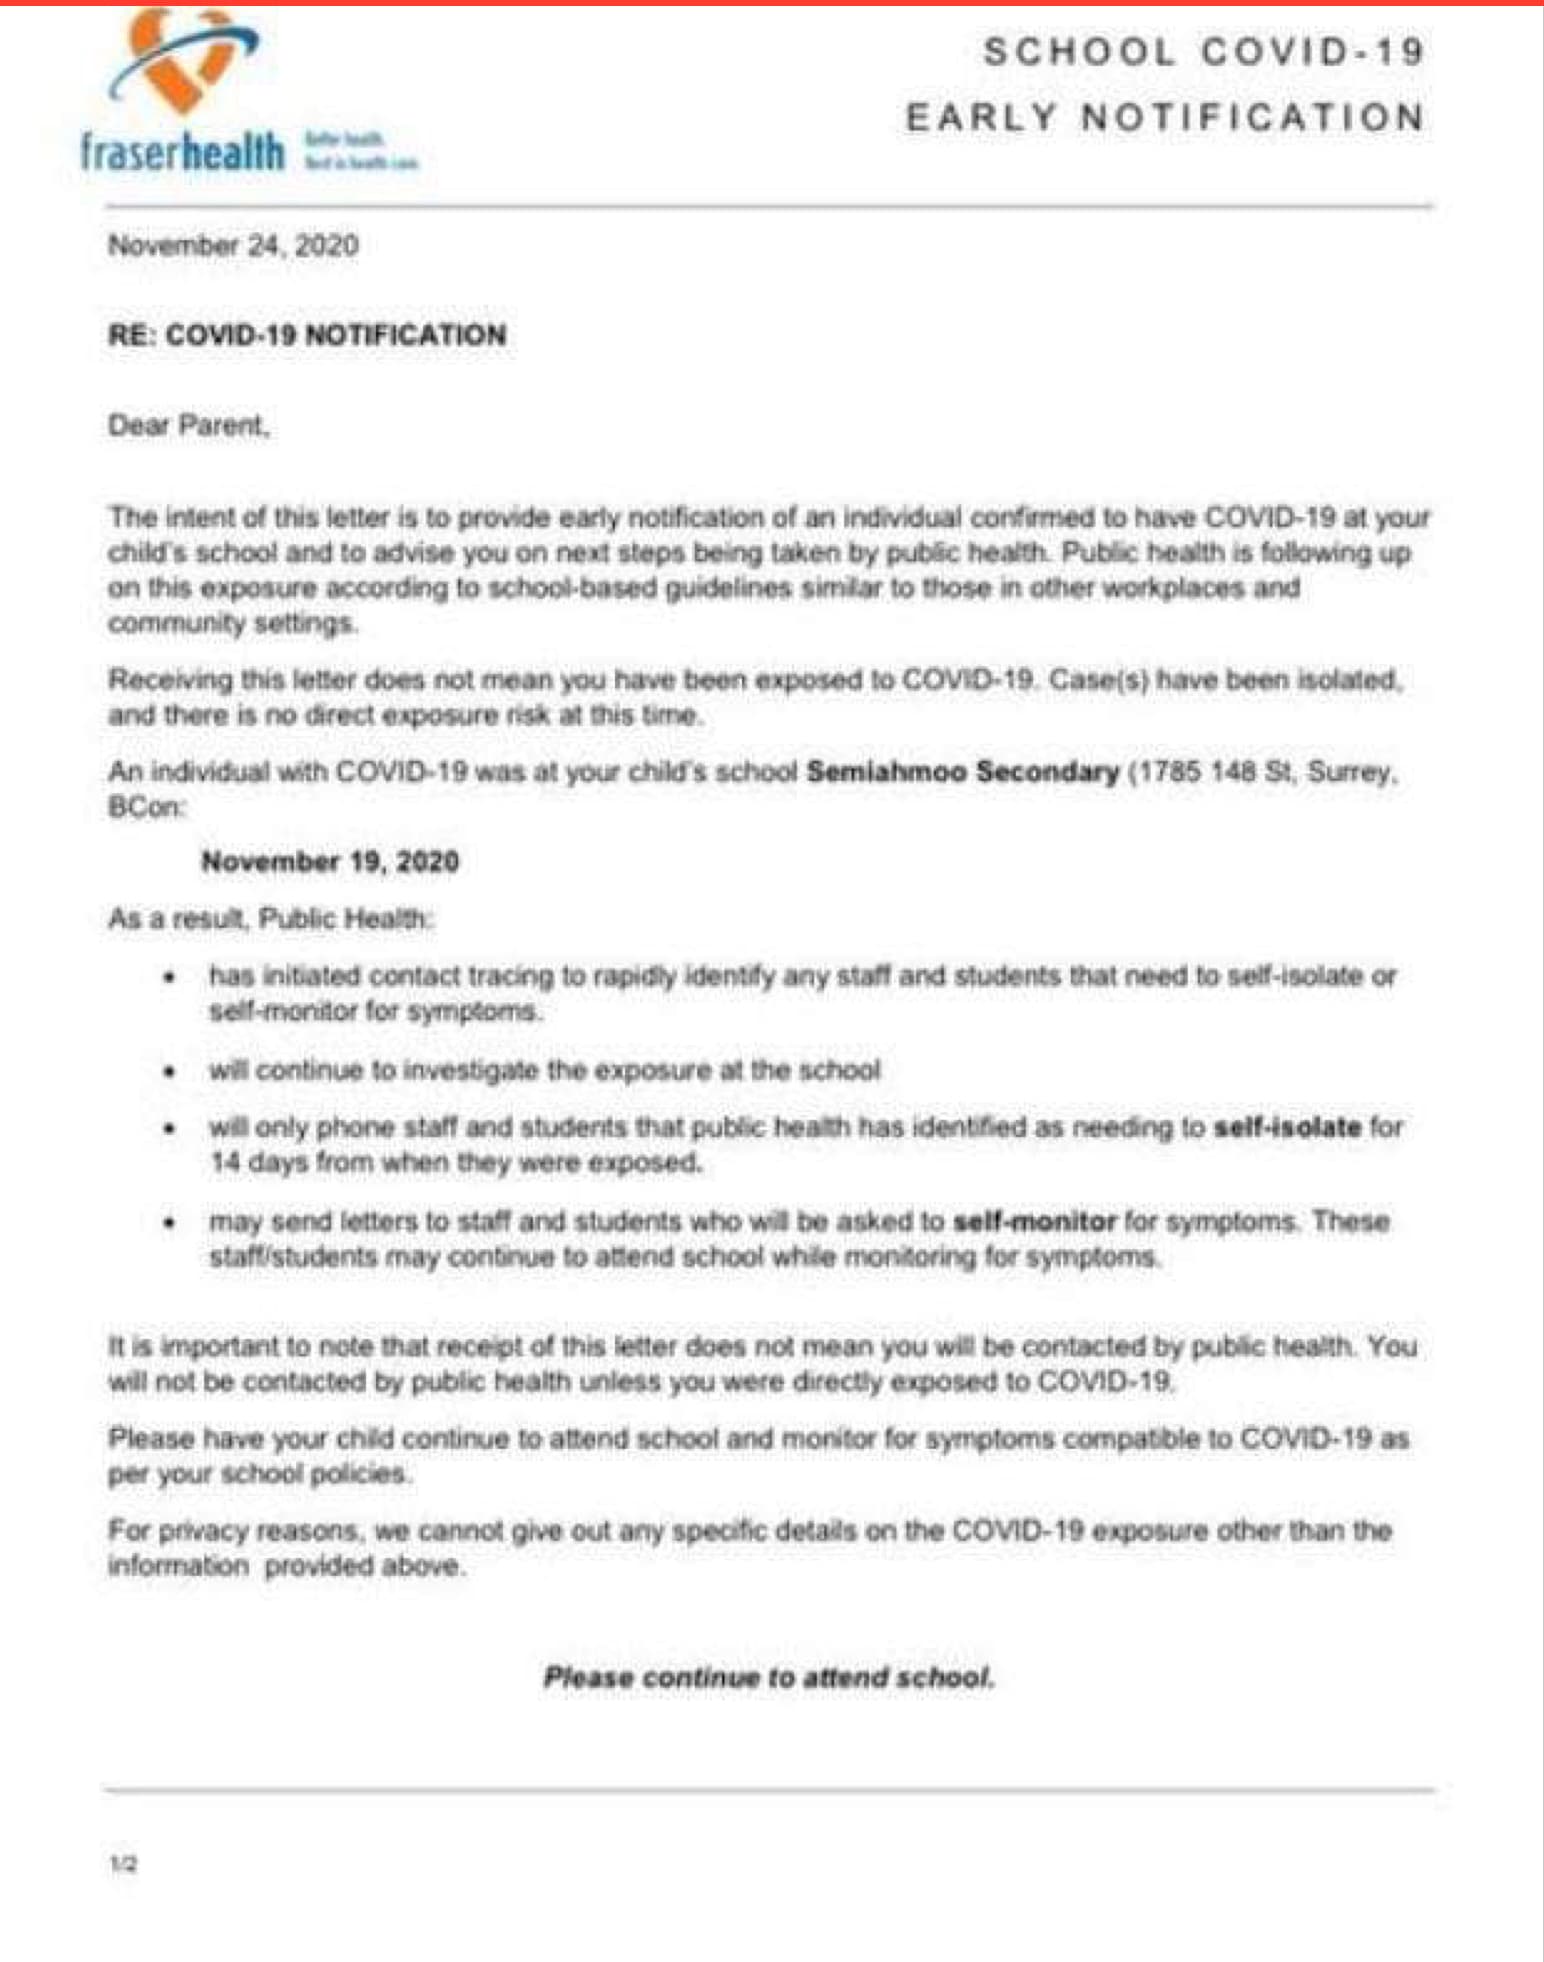 SCHOOL COVID-19
EARLY NOTIFICATION
fraserhealth
Better health.
Best in health care.
November 24, 2020
RE: COVID-19 NOTIFICATION
Dear Parent,
The intent of this letter is to provide early notification of an individual confirmed to have COVID-19 at your
child's school and to advise you on next steps being taken by public health. Public health is following up
on this exposure according to school-based guidelines similar to those in other workplaces and
community settings.
Receiving this letter does not mean you have been exposed to COVID-19. Case(s) have been isolated,
and there is no direct exposure risk at this time.
An individual with COVID-19 was at your child's school Semiahmoo Secondary (1785 148 St, Surrey,
BCon:
November 19, 2020
As a result, Public Health:
• has initiated contact tracing to rapidly identify any staff and students that need to self-isolate or
self-monitor for symptoms.
• will continue to investigate the exposure at the school
• will only phone staff and students that public health has identified as needing to self-isolate for
14 days from when they were exposed.
• may send letters to staff and students who will be asked to self-monitor for symptoms. These
staff/students may continue to attend school while monitoring for symptoms.
It is important to note that receipt of this letter does not mean you will be contacted by public health. You
will not be contacted by public health unless you were directly exposed to COVID-19.
Please have your child continue to attend school and monitor for symptoms compatible to COVID-19 as
per your school policies.
For privacy reasons, we cannot give out any specific details on the COVID-19 exposure other than the
information provided above.
Please continue to attend school.
1/2